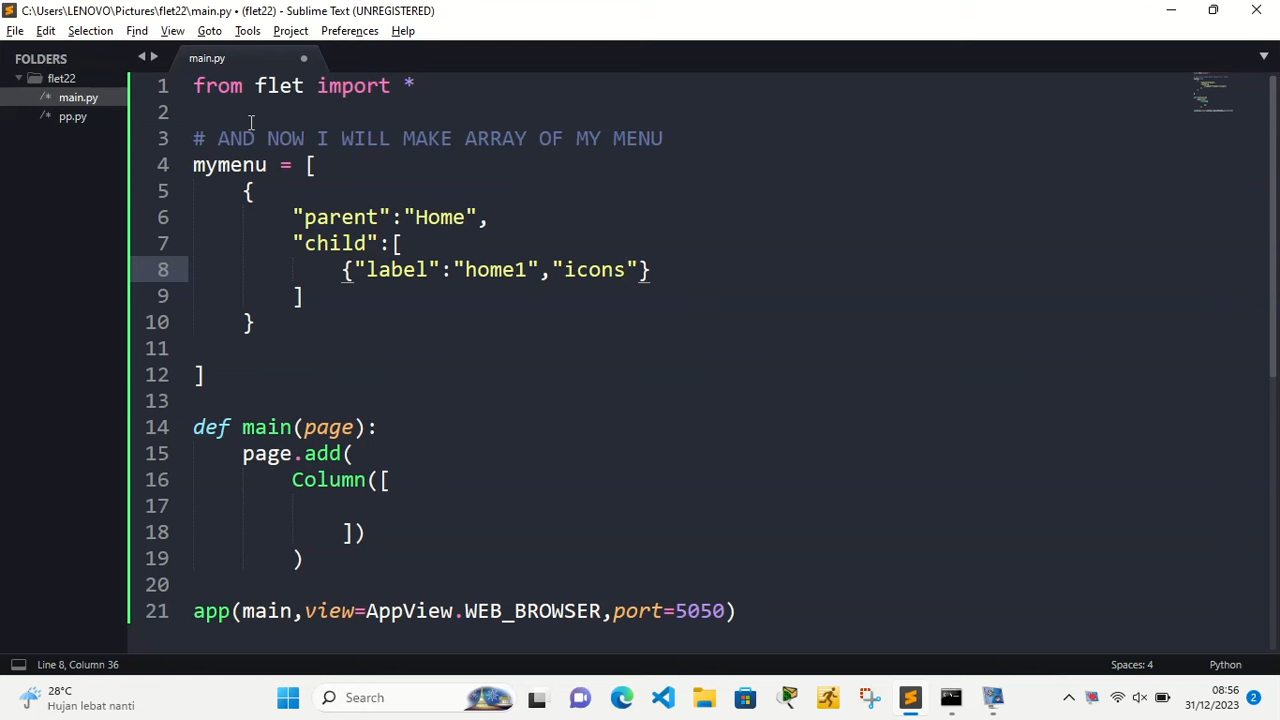 C:\Users\LENOVO\Pictures\flet22\main.py • (flet22) - Sublime Text (UNREGISTERED)
File Edit Selection Find View Goto Tools Project Preferences Help
FOLDERS
flet22
/* main.py
/* pp.py
main.py
1 from flet import *
2
3 # AND NOW I WILL MAKE ARRAY OF MY MENU
4 mymenu = [
5 {
6 "parent":"Home",
7 "child":[
8 {"label":"home1","icons"}
9 ]
10 }
11
12 ]
13
14 def main(page):
15 page.add(
16 Column([
17
18 ])
19 )
20
21 app(main,view=AppView.WEB_BROWSER,port=5050)
Line 8, Column 36
Spaces: 4
Python
28°C
Hujan lebat nanti
Search
08:56
31/12/2023
2